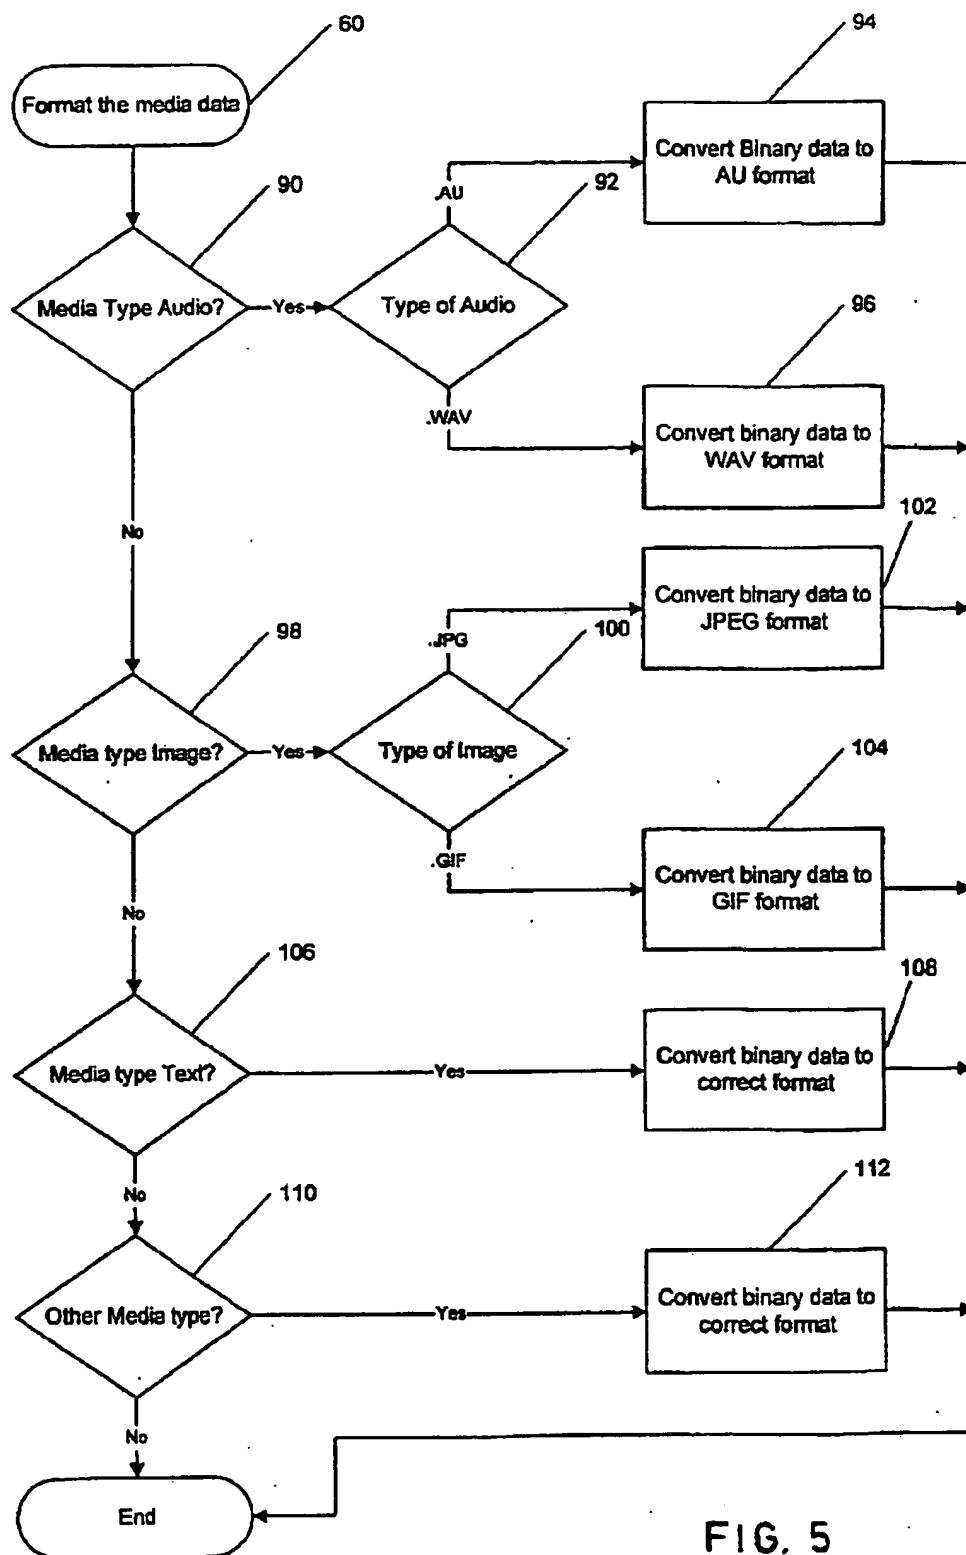 60
94
Format the media data
Convert Binary data to
AU format
90
92
.AU
Media Type Audio?
Yes
Type of Audio
96
.WAV
Convert binary data to
WAV format
No
102
Convert binary data to
JPEG format
98
.JPG
100
Media type Image?
Yes
Type of Image
104
.GIF
Convert binary data to
GIF format
No
106
108
Media type Text?
Yes
Convert binary data to
correct format
No
110
112
Other Media type?
Yes
Convert binary data to
correct format
No
End
FIG. 5